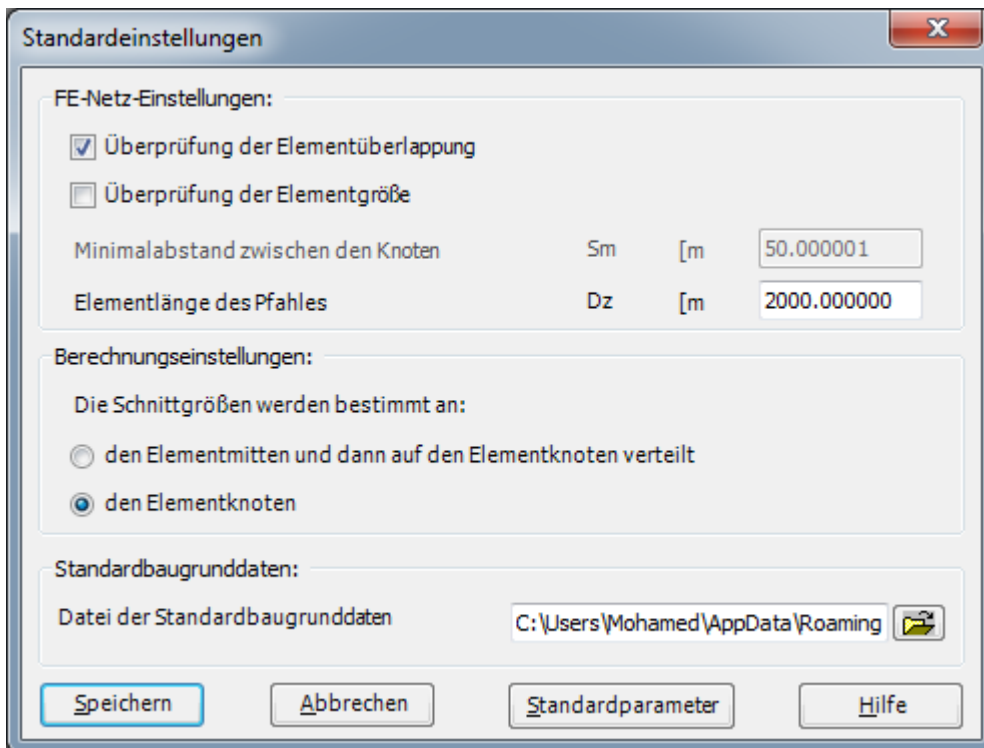 Standardeinstellungen
FE-Netz-Einstellungen:
Überprüfung der Elementüberlappung
Überprüfung der Elementgröße
Minimalabstand zwischen den Knoten Sm [m 50.000001
Elementlänge des Pfahles Dz [m 2000.000000
Berechnungseinstellungen:
Die Schnittgrößen werden bestimmt an:
den Elementmitten und dann auf den Elementknoten verteilt
den Elementknoten
Standardbaugrunddaten:
Datei der Standardbaugrunddaten C:\Users\Mohamed\AppData\Roaming
Speichern Abbrechen Standardparameter Hilfe